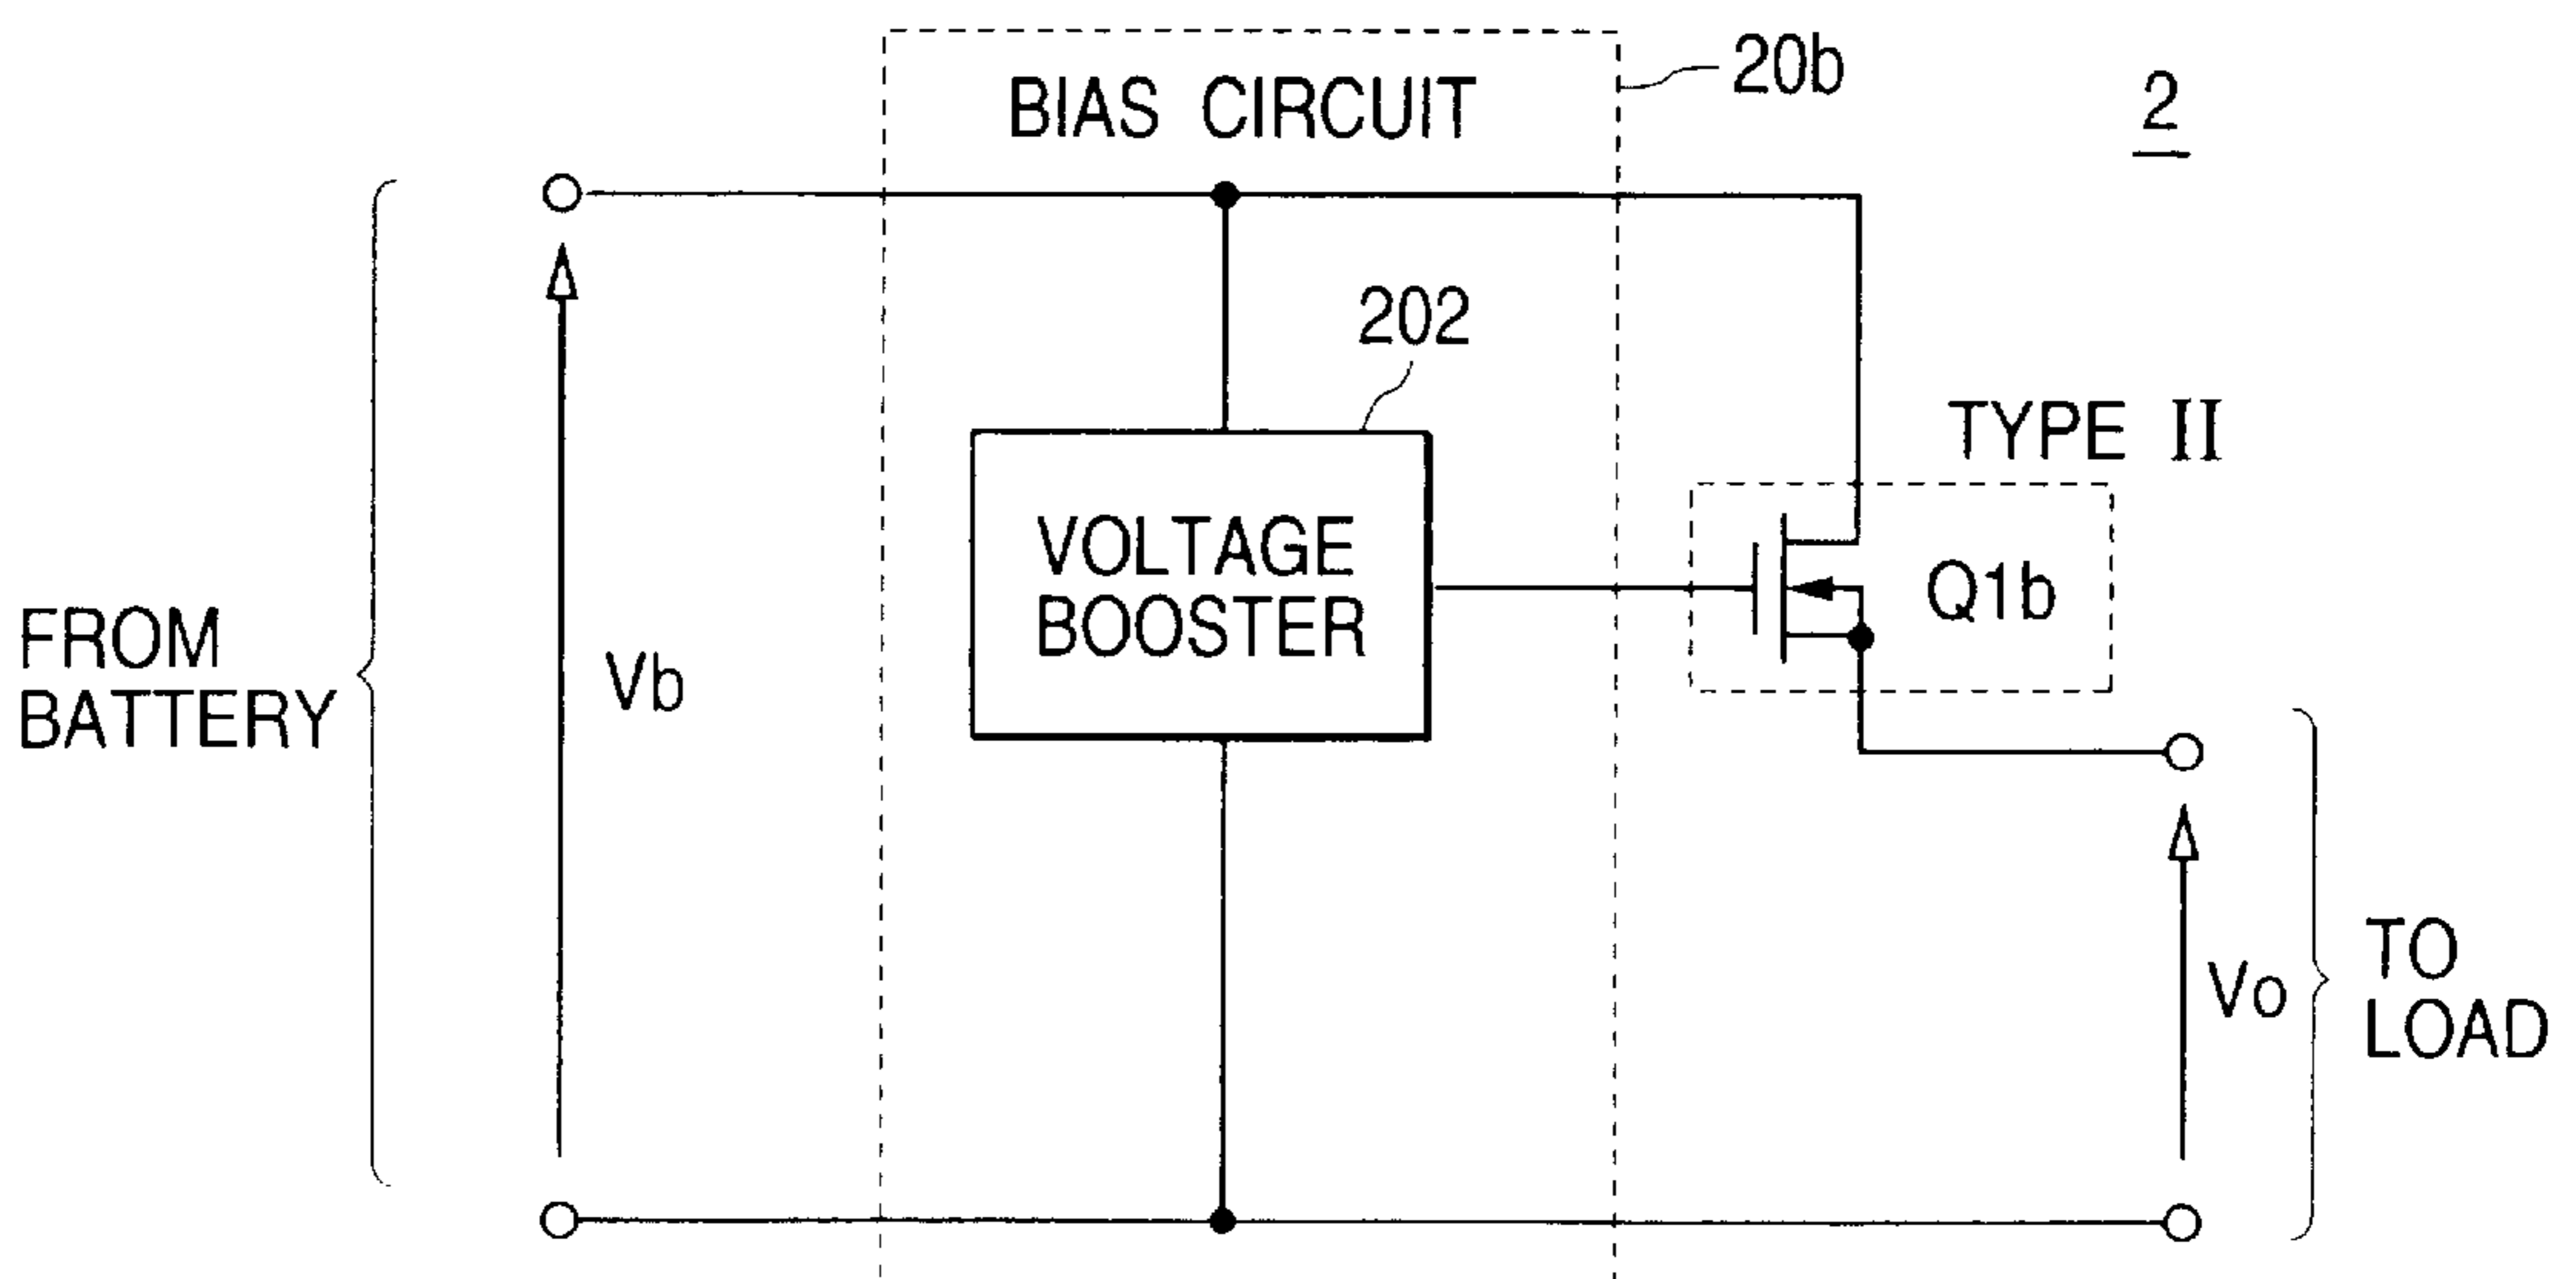 BIAS CIRCUIT
20b
2
202
TYPE II
VOLTAGE
BOOSTER
Q1b
FROM
BATTERY
Vb
Vo
TO
LOAD